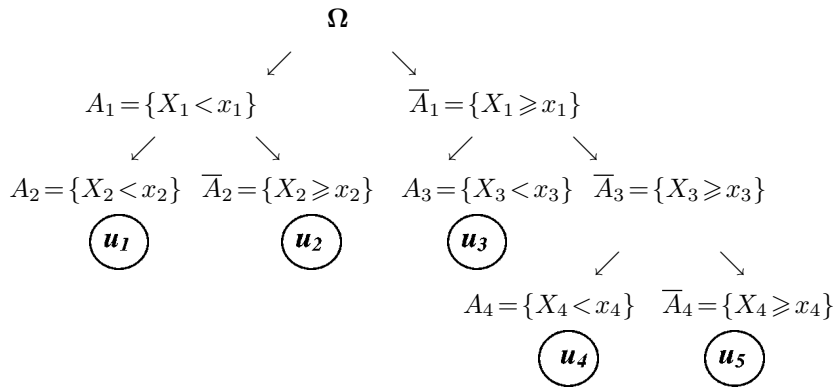 Ω
A₁={X₁<x₁} A̅₁={X₁⩾x₁}
A₂={X₂<x₂} A̅₂={X₂⩾x₂} A₃={X₃<x₃} A̅₃={X₃⩾x₃}
u₁ u₂ u₃
A₄={X₄<x₄} A̅₄={X₄⩾x₄}
u₄ u₅